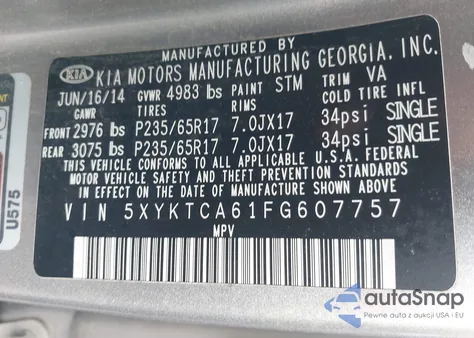 MANUFACTURED BY
KIA KIA MOTORS MANUFACTURING GEORGIA, INC.
JUN/16/14 GVWR 4983 lbs PAINT STM TRIM VA
GAWR TIRES RIMS COLD TIRE INFL
FRONT 2976 lbs P235/65R17 7.0JX17 34psi SINGLE
REAR 3075 lbs P235/65R17 7.0JX17 34psi SINGLE
THIS VEHICLE CONFORMS TO ALL APPLICABLE U.S.A. FEDERAL
MOTOR VEHICLE SAFETY AND BUMPER STANDARDS
IN EFFECT ON THE DATE OF MANUFACTURE SHOWN ABOVE.
VIN 5XYKTCA61FG607757
MPV
U575
autoSnap
Pewne auta z aukcji USA i EU